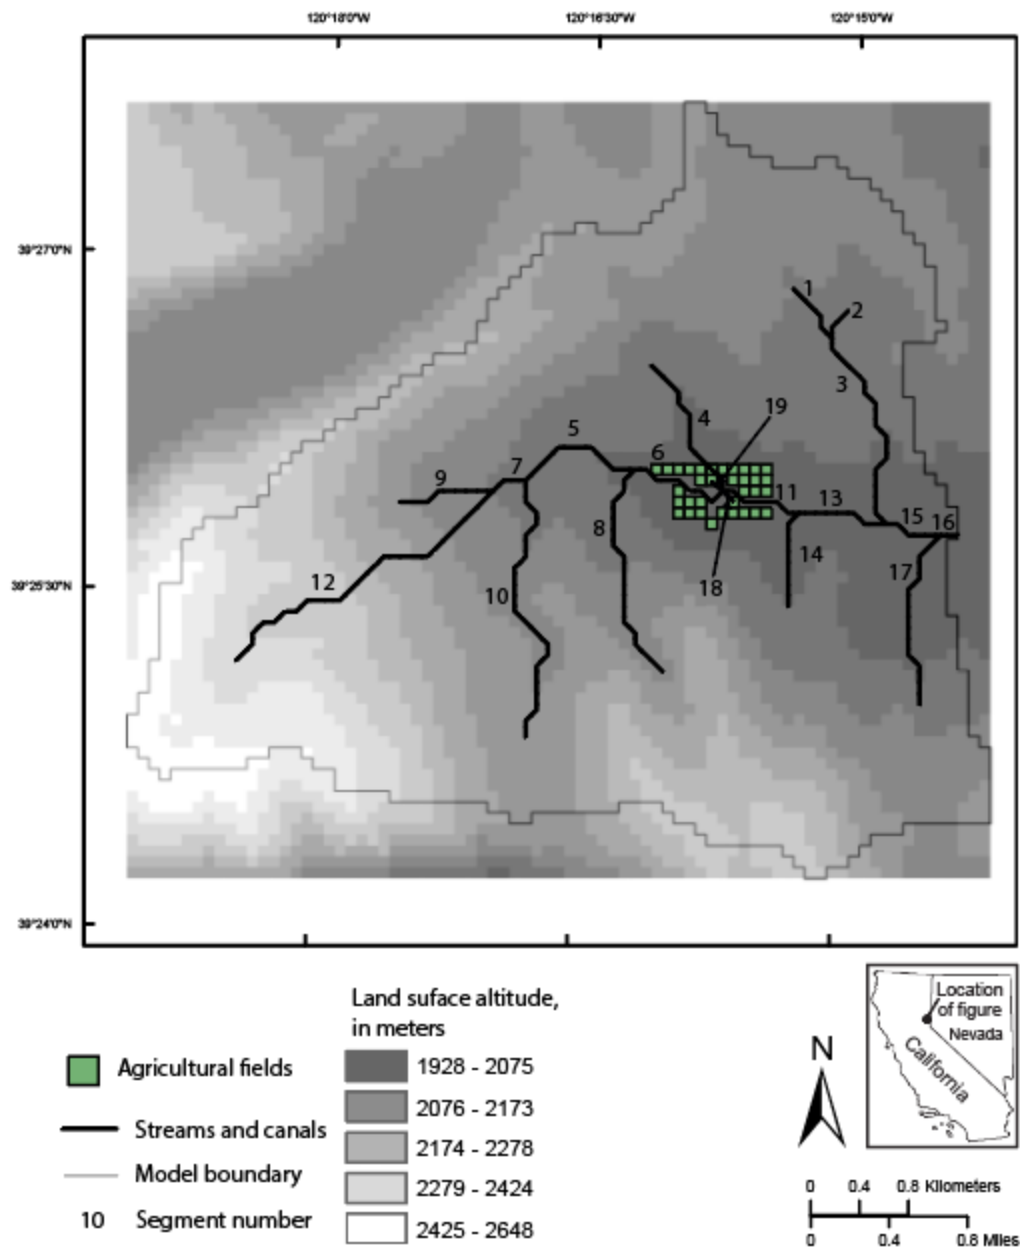 120°18'0"W 120°16'30"W 120°15'0"W
39°27'0"N
39°25'30"N
39°24'0"N
1
2
3
19
4
5
6
7
9
11
13
15
16
8
14
17
18
12
10
Land suface altitude,
in meters
Agricultural fields
Streams and canals
Model boundary
10 Segment number
1928 - 2075
2076 - 2173
2174 - 2278
2279 - 2424
2425 - 2648
N
Location
of figure
Nevada
California
0 0.4 0.8 Kilometers
0 0.4 0.8 Miles